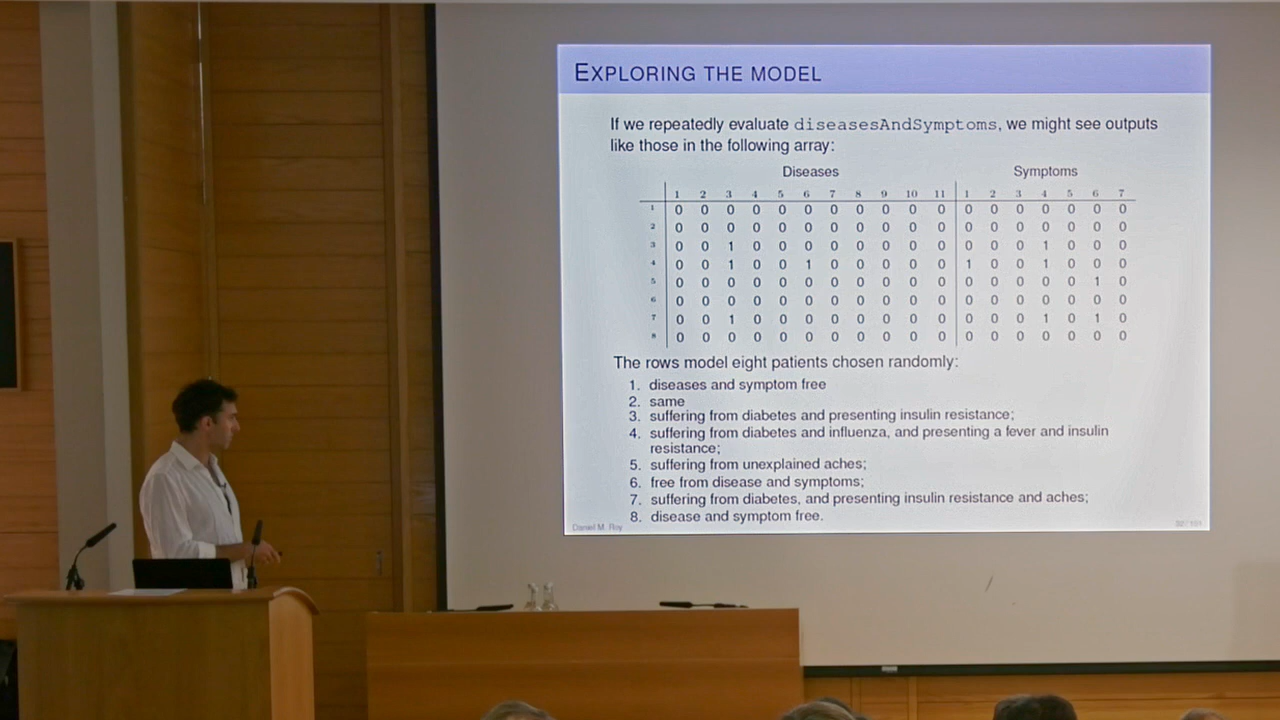 EXPLORING THE MODEL
If we repeatedly evaluate diseasesAndSymptoms, we might see outputs
like those in the following array:
Diseases Symptoms
1 2 3 4 5 6 7 8 9 10 11 1 2 3 4 5 6 7
1 0 0 0 0 0 0 0 0 0 0 0 0 0 0 0 0 0 0
2 0 0 0 0 0 0 0 0 0 0 0 0 0 0 0 0 0 0
3 0 0 1 0 0 0 0 0 0 0 0 0 0 0 1 0 0 0
4 0 0 1 0 0 1 0 0 0 0 0 1 0 0 1 0 0 0
5 0 0 0 0 0 0 0 0 0 0 0 0 0 0 0 0 1 0
6 0 0 0 0 0 0 0 0 0 0 0 0 0 0 0 0 0 0
7 0 0 1 0 0 0 0 0 0 0 0 0 0 0 1 0 1 0
8 0 0 0 0 0 0 0 0 0 0 0 0 0 0 0 0 0 0
The rows model eight patients chosen randomly:
1. diseases and symptom free
2. same
3. suffering from diabetes and presenting insulin resistance;
4. suffering from diabetes and influenza, and presenting a fever and insulin
resistance;
5. suffering from unexplained aches;
6. free from disease and symptoms;
7. suffering from diabetes, and presenting insulin resistance and aches;
8. disease and symptom free.
Daniel M. Roy